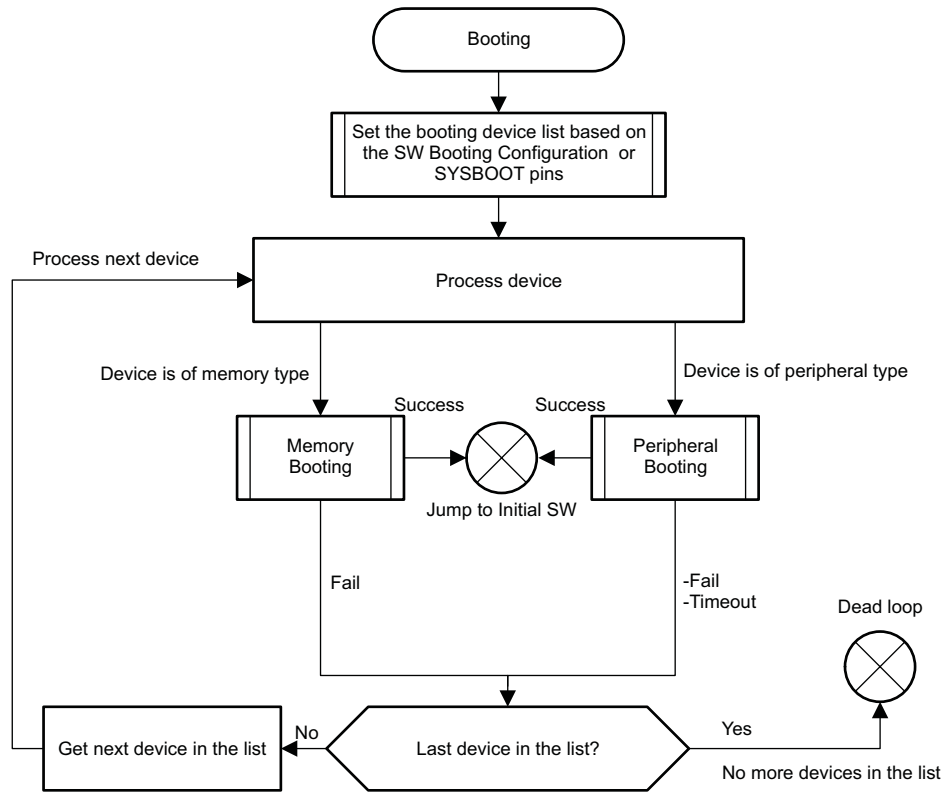 Booting
Set the booting device list based on
the SW Booting Configuration or
SYSBOOT pins
Process next device
Process device
Device is of memory type
Device is of peripheral type
Success
Success
Memory
Booting
Peripheral
Booting
Jump to Initial SW
Fail
-Fail
-Timeout
Dead loop
Get next device in the list
No
Last device in the list?
Yes
No more devices in the list